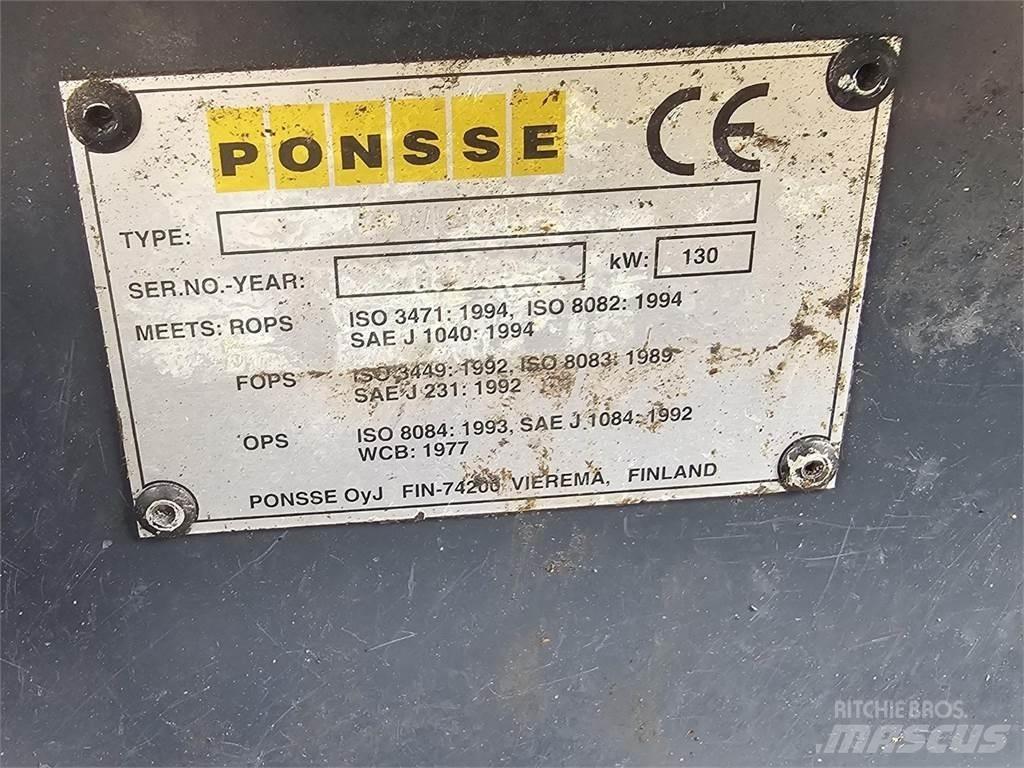 PONSSE CE
TYPE:
SER.NO.-YEAR: kW: 130
MEETS: ROPS ISO 3471: 1994, ISO 8082: 1994
SAE J 1040: 1994
FOPS ISO 3449: 1992, ISO 8083: 1989
SAE J 231: 1992
OPS ISO 8084: 1993, SAE J 1084: 1992
WCB: 1977
PONSSE OyJ FIN-74200 VIEREMA, FINLAND
RITCHIE BROS.
MASCUS